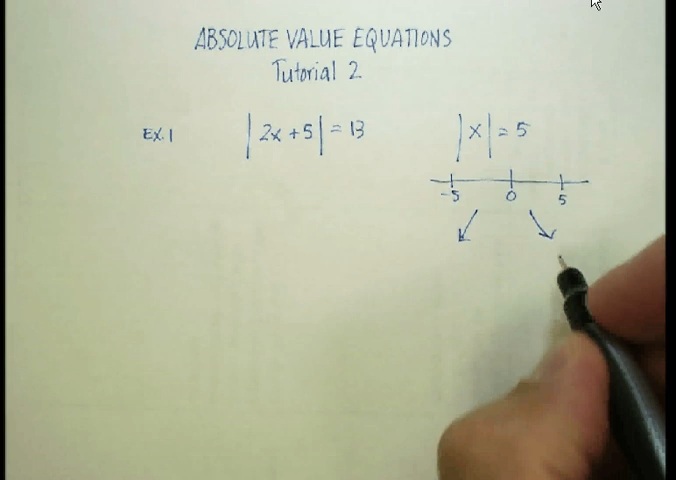 ABSOLUTE VALUE EQUATIONS
Tutorial 2
EX.1 |2x+5| = 13 |x| = 5
-5 0 5